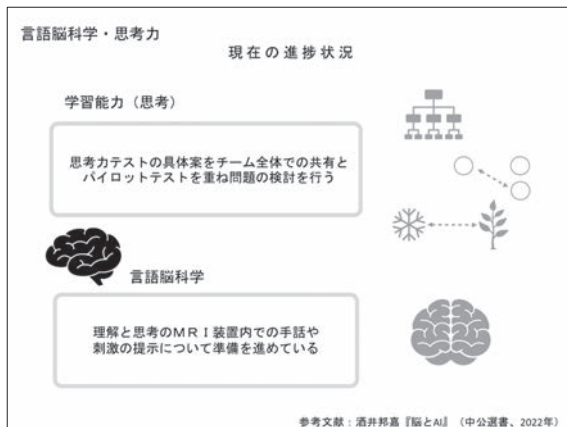 言語脳科学・思考力
現在の進捗状況
学習能力（思考）
思考力テストの具体案をチーム全体での共有と
パイロットテストを重ね問題の検討を行う
言語脳科学
理解と思考のMRI装置内での手話や
刺激の提示について準備を進めている
参考文献：酒井邦嘉『脳とAI』（中公選書、2022年）